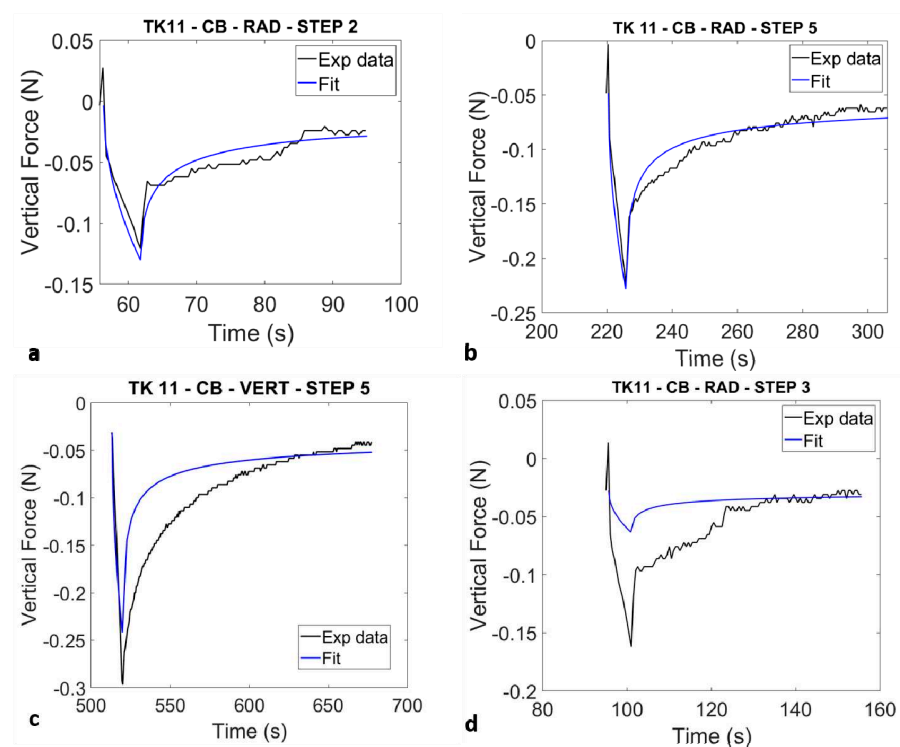 TK11 - CB - RAD - STEP 2
0.05
0
-0.05
-0.1
-0.15
60
70
80
90
100
Vertical Force (N)
Time (s)
Exp data
Fit
a
TK 11 - CB - RAD - STEP 5
0
-0.05
-0.1
-0.15
-0.2
-0.25
200
220
240
260
280
300
Vertical Force (N)
Time (s)
Exp data
Fit
b
TK 11 - CB - VERT - STEP 5
0
-0.05
-0.1
-0.15
-0.2
-0.25
-0.3
500
550
600
650
700
Vertical Force (N)
Time (s)
Exp data
Fit
c
TK11 - CB - RAD - STEP 3
0.05
0
-0.05
-0.1
-0.15
-0.2
80
100
120
140
160
Vertical Force (N)
Time (s)
Exp data
Fit
d